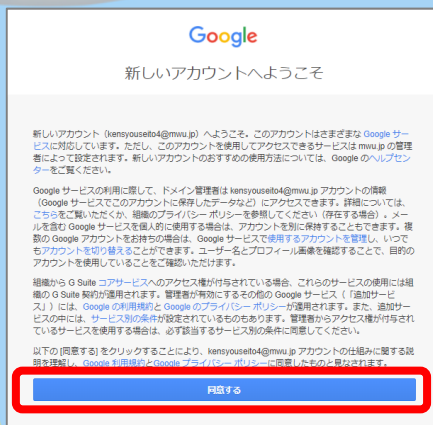 Google
新しいアカウントへようこそ
新しいアカウント（kensyouseito4@mwu.jp）へようこそ。このアカウントはさまざまな Google サー
ビスに対応しています。ただし、このアカウントを使用してアクセスできるサービスは mwu.jp の管理
者によって設定されます。新しいアカウントのおすすめの使用方法については、Google のヘルプセン
ターをご覧ください。
Google サービスの利用に際して、ドメイン管理者は kensyouseito4@mwu.jp アカウントの情報
（Google サービスでこのアカウントに保存したデータなど）にアクセスできます。詳細については、
こちらをご覧いただくか、組織のプライバシー ポリシーを参照してください（存在する場合）。メー
ルを含む Google サービスを個人的に使用する場合は、アカウントを別に保持することもできます。複
数の Google アカウントをお持ちの場合は、Google サービスで使用するアカウントを管理し、いつで
もアカウントを切り替えることができます。ユーザー名とプロフィール画像を確認することで、目的の
アカウントを使用していることをご確認いただけます。
組織から G Suite コアサービスへのアクセス権が付与されている場合、これらのサービスの使用には組
織の G Suite 契約が適用されます。管理者が有効にするその他の Google サービス（「追加サービ
ス」）には、Google の利用規約と Google のプライバシー ポリシーが適用されます。また、追加サー
ビスの中には、サービス別の条件が設定されているものもあります。管理者からアクセス権が付与され
ているサービスを使用する場合は、必ず該当するサービス別の条件に同意してください。
以下の [同意する] をクリックすることにより、kensyouseito4@mwu.jp アカウントの仕組みに関する説
明を理解し、Google 利用規約とGoogle プライバシー ポリシーに同意したものと見なされます。
同意する